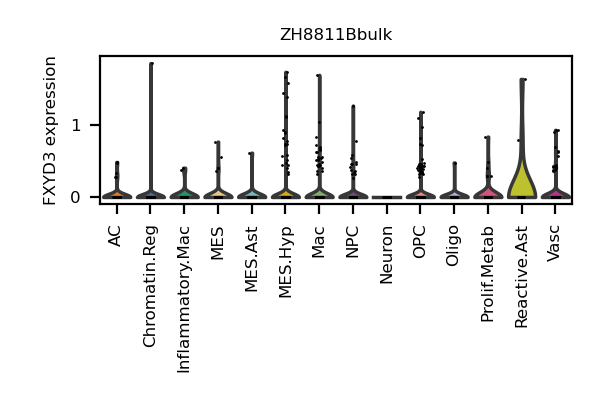 ZH8811Bbulk
FXYD3 expression
1
0
AC
Chromatin.Reg
Inflammatory.Mac
MES
MES.Ast
MES.Hyp
Mac
NPC
Neuron
OPC
Oligo
Prolif.Metab
Reactive.Ast
Vasc